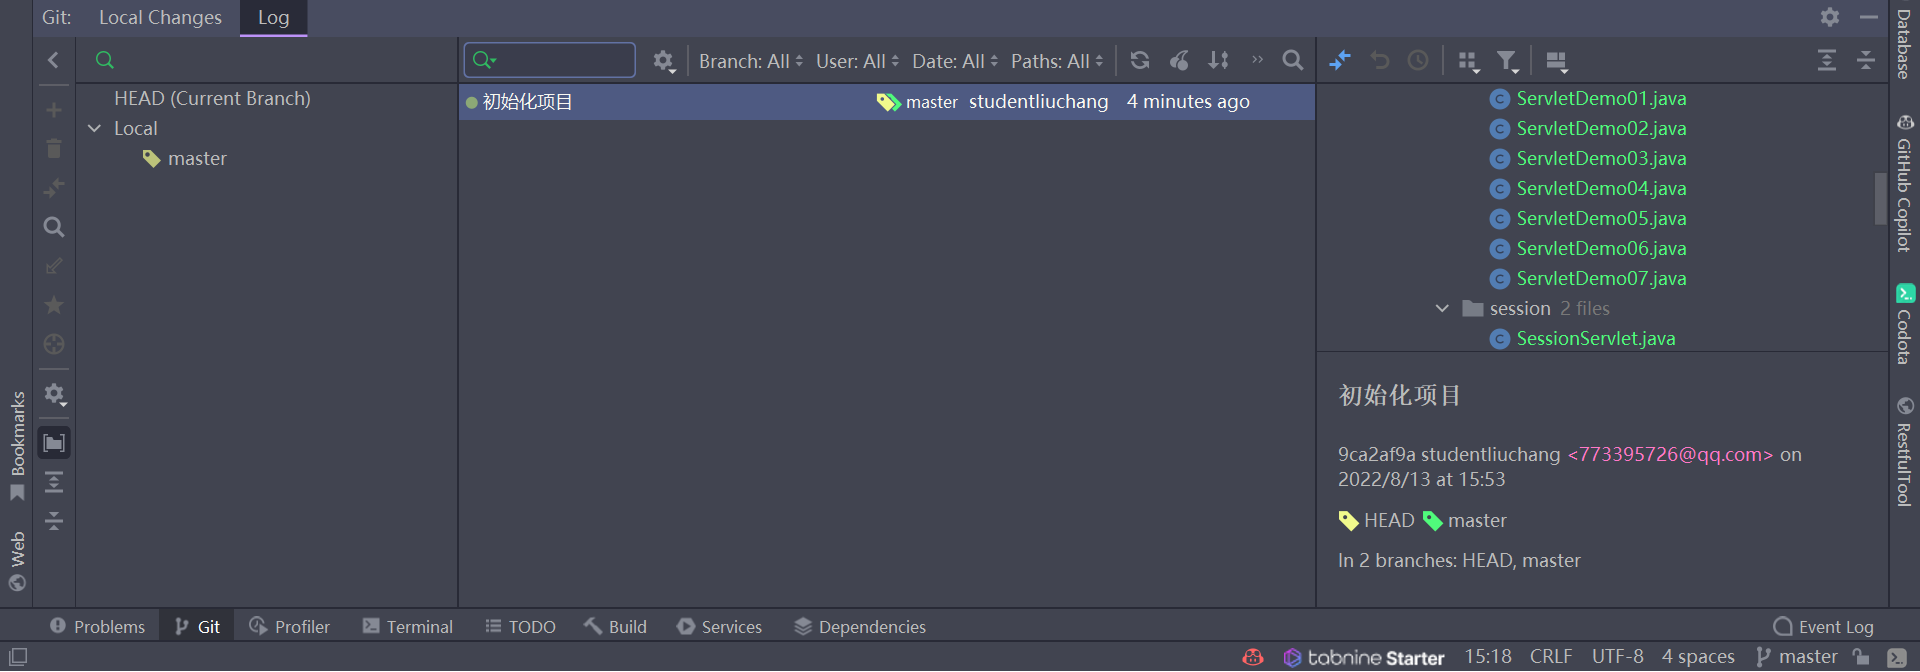 Git: Local Changes Log
Branch: All User: All Date: All Paths: All
HEAD (Current Branch)
Local
master
初始化项目 master studentliuchang 4 minutes ago
ServletDemo01.java
ServletDemo02.java
ServletDemo03.java
ServletDemo04.java
ServletDemo05.java
ServletDemo06.java
ServletDemo07.java
session 2 files
SessionServlet.java
初始化项目
9ca2af9a studentliuchang <773395726@qq.com> on
2022/8/13 at 15:53
HEAD master
In 2 branches: HEAD, master
Bookmarks
Web
Database
GitHub Copilot
Codota
RestfulTool
Problems Git Profiler Terminal TODO Build Services Dependencies Event Log
tabnine Starter 15:18 CRLF UTF-8 4 spaces master